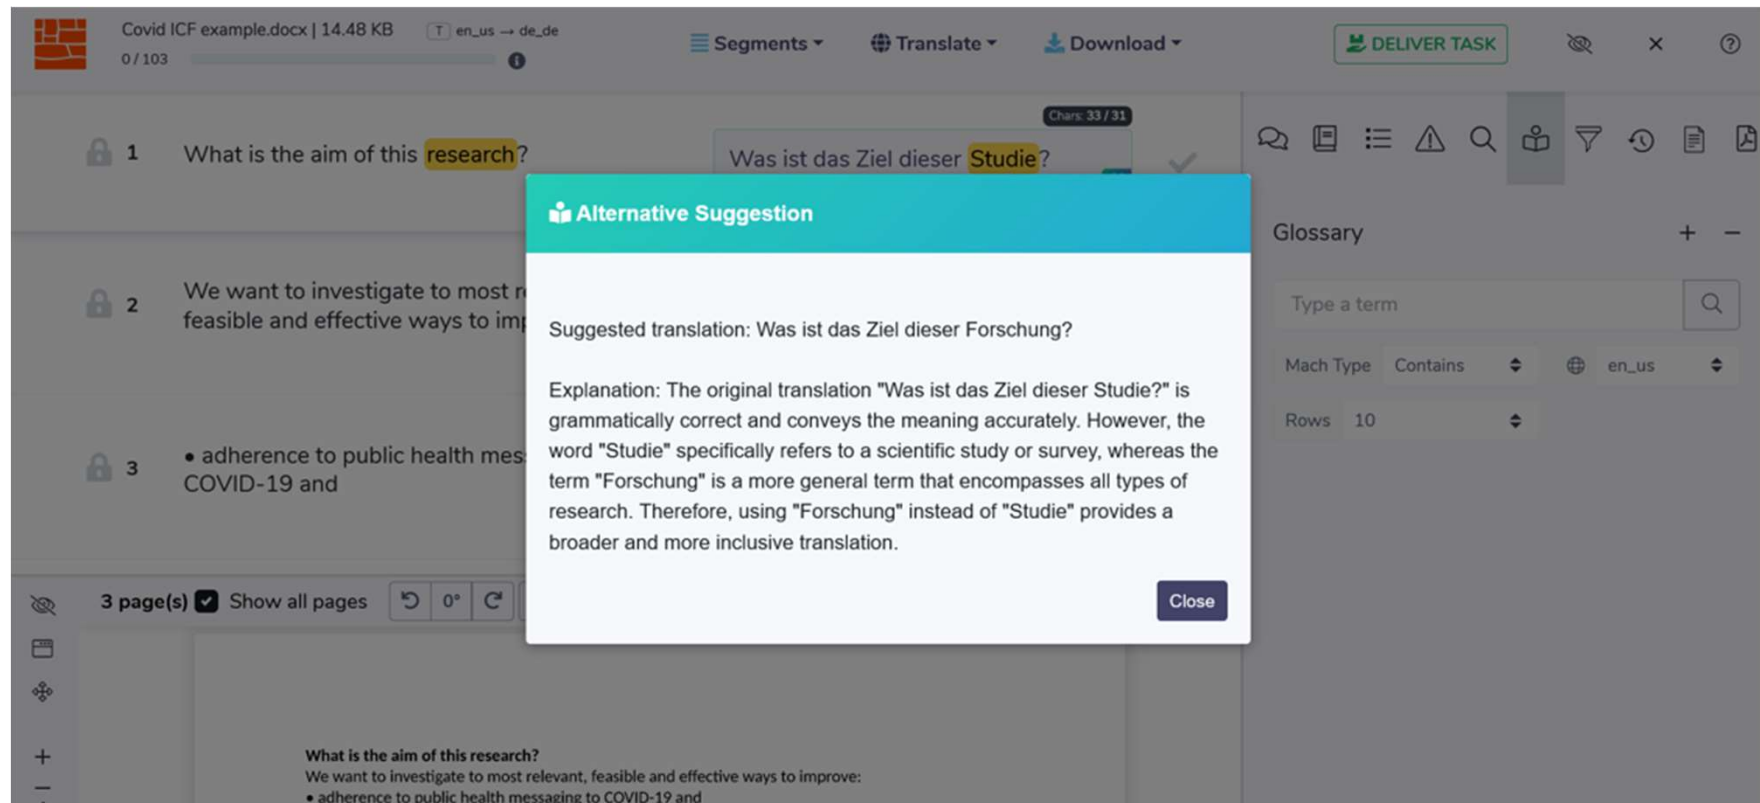 Covid ICF example.docx | 14.48 KB T en_us → de_de
0 / 103
Segments
Translate
Download
DELIVER TASK
Chars: 33 / 31
1 What is the aim of this research?
Was ist das Ziel dieser Studie?
2 We want to investigate to most r
feasible and effective ways to imp
3 • adherence to public health mes
COVID-19 and
Alternative Suggestion
Suggested translation: Was ist das Ziel dieser Forschung?
Explanation: The original translation "Was ist das Ziel dieser Studie?" is
grammatically correct and conveys the meaning accurately. However, the
word "Studie" specifically refers to a scientific study or survey, whereas the
term "Forschung" is a more general term that encompasses all types of
research. Therefore, using "Forschung" instead of "Studie" provides a
broader and more inclusive translation.
Close
Glossary
Type a term
Mach Type Contains en_us
Rows 10
3 page(s) Show all pages 0°
What is the aim of this research?
We want to investigate to most relevant, feasible and effective ways to improve:
• adherence to public health messaging to COVID-19 and